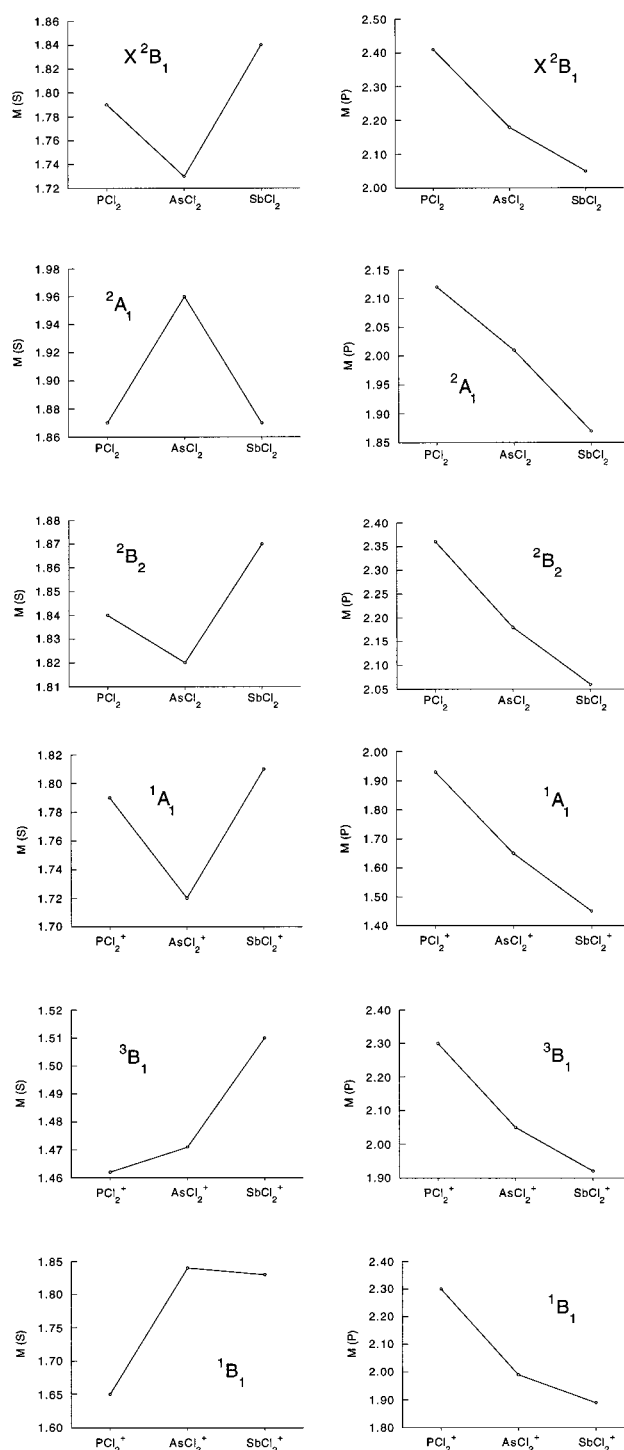 1.86
1.84
1.82
1.80
1.78
1.76
1.74
1.72
M (S)
X ²B₁
PCl₂ AsCl₂ SbCl₂
2.50
2.40
2.30
2.20
2.10
2.00
M (P)
X ²B₁
PCl₂ AsCl₂ SbCl₂
1.98
1.96
1.94
1.92
1.90
1.88
1.86
M (S)
²A₁
PCl₂ AsCl₂ SbCl₂
2.15
2.10
2.05
2.00
1.95
1.90
1.85
M (P)
²A₁
PCl₂ AsCl₂ SbCl₂
1.88
1.87
1.86
1.85
1.84
1.83
1.82
1.81
M (S)
²B₂
PCl₂ AsCl₂ SbCl₂
2.40
2.35
2.30
2.25
2.20
2.15
2.10
2.05
M (P)
²B₂
PCl₂ AsCl₂ SbCl₂
1.82
1.80
1.78
1.76
1.74
1.72
1.70
M (S)
¹A₁
PCl₂⁺ AsCl₂⁺ SbCl₂⁺
2.00
1.90
1.80
1.70
1.60
1.50
1.40
M (P)
¹A₁
PCl₂⁺ AsCl₂⁺ SbCl₂⁺
1.52
1.51
1.50
1.49
1.48
1.47
1.46
M (S)
³B₁
PCl₂⁺ AsCl₂⁺ SbCl₂⁺
2.30
2.20
2.10
2.00
1.90
M (P)
³B₁
PCl₂⁺ AsCl₂⁺ SbCl₂⁺
1.85
1.80
1.75
1.70
1.65
1.60
M (S)
¹B₁
PCl₂⁺ AsCl₂⁺ SbCl₂⁺
2.40
2.30
2.20
2.10
2.00
1.90
1.80
M (P)
¹B₁
PCl₂⁺ AsCl₂⁺ SbCl₂⁺